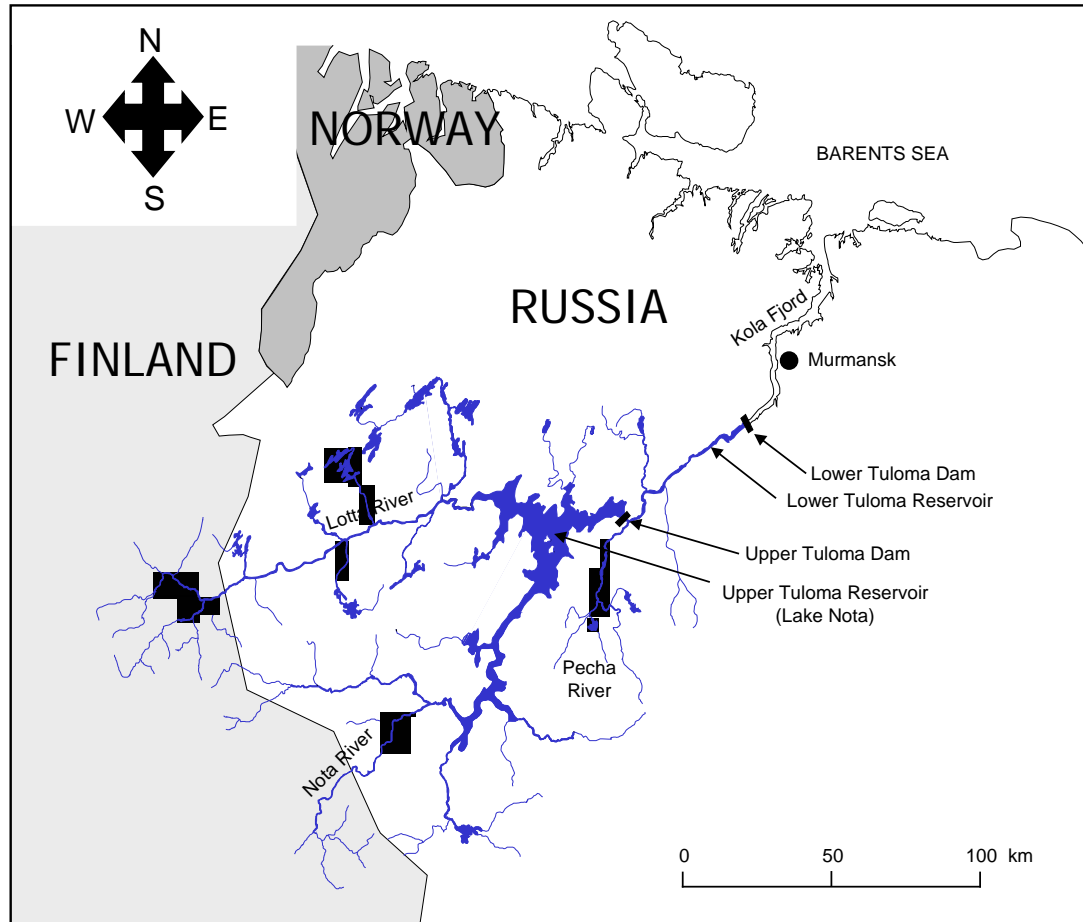 N
W E
S
NORWAY
BARENTS SEA
RUSSIA
Kola Fjord
FINLAND
Murmansk
Lower Tuloma Dam
Lotta River
Lower Tuloma Reservoir
Upper Tuloma Dam
Upper Tuloma Reservoir
(Lake Nota)
Pecha
River
Nota River
0 50 100 km